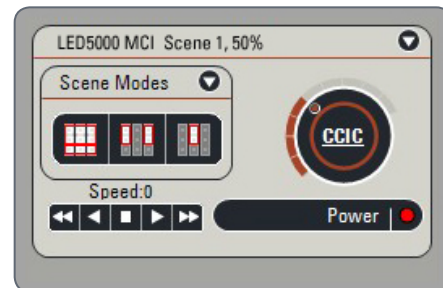 LED5000 MCI Scene 1, 50%
Scene Modes
CCIC
Speed:0
Power